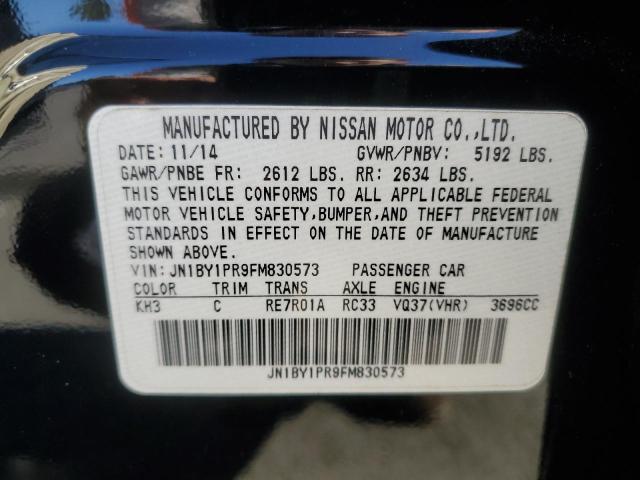 MANUFACTURED BY NISSAN MOTOR CO.,LTD.
DATE: 11/14 GVWR/PNBV: 5192 LBS.
GAWR/PNBE FR: 2612 LBS. RR: 2634 LBS.
THIS VEHICLE CONFORMS TO ALL APPLICABLE FEDERAL
MOTOR VEHICLE SAFETY,BUMPER,AND THEFT PREVENTION
STANDARDS IN EFFECT ON THE DATE OF MANUFACTURE
SHOWN ABOVE.
VIN: JN1BY1PR9FM830573 PASSENGER CAR
COLOR TRIM TRANS AXLE ENGINE
KH3 C RE7R01A RC33 VQ37(VHR) 3696CC
JN1BY1PR9FM830573